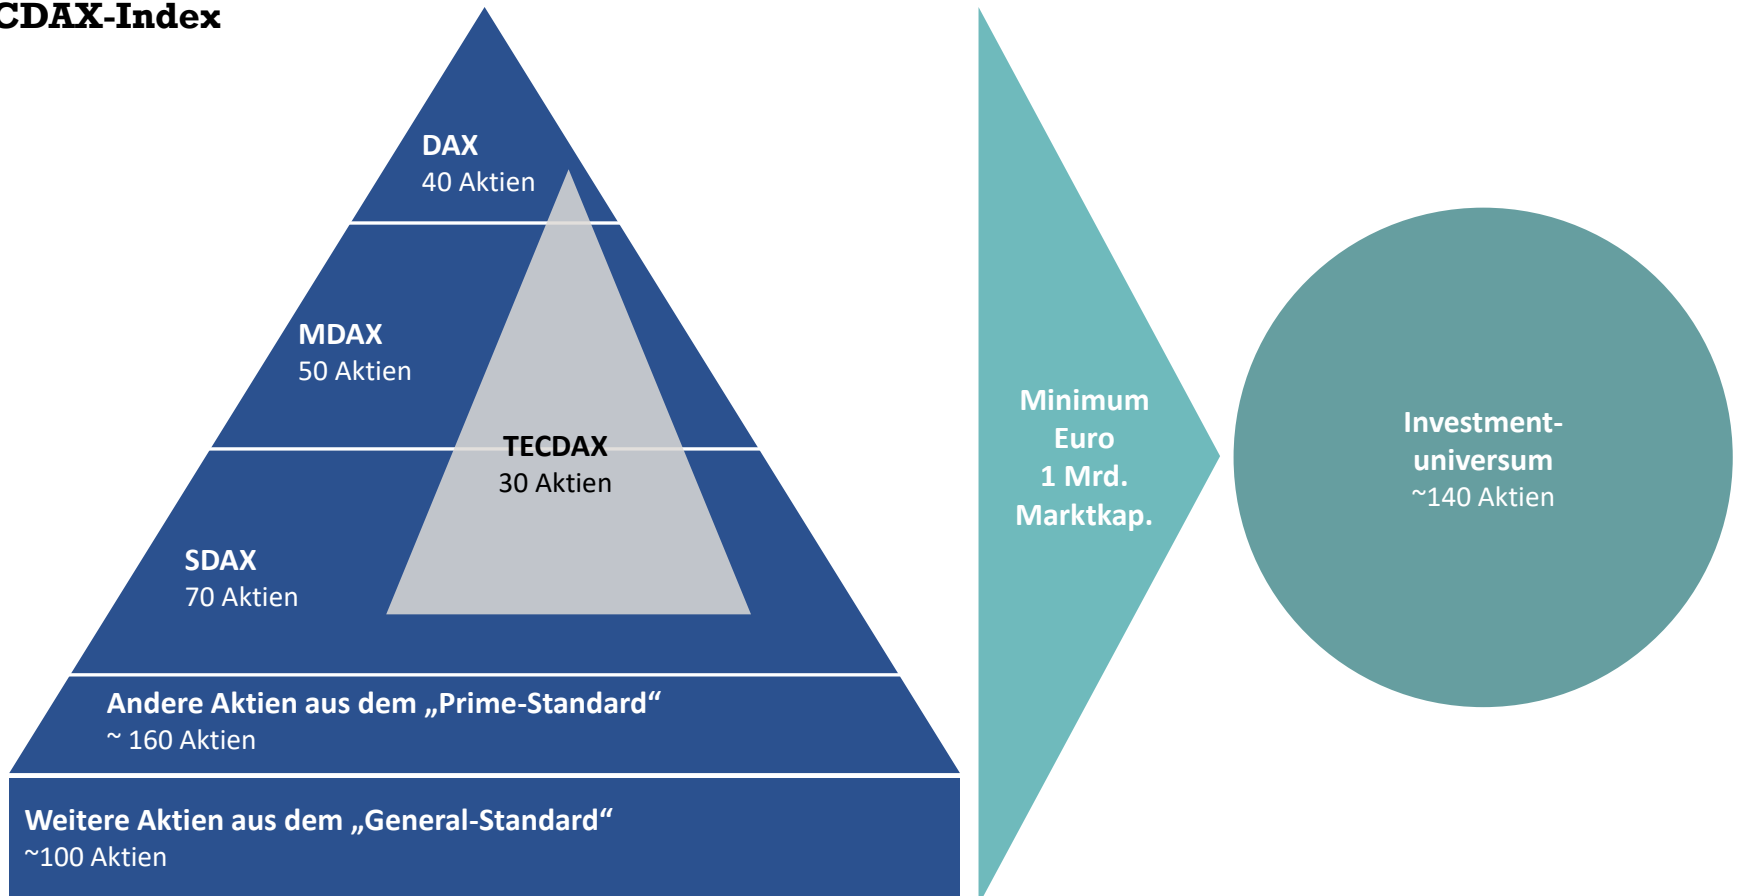 CDAX-Index
DAX
40 Aktien
MDAX
50 Aktien
TECDAX
30 Aktien
SDAX
70 Aktien
Andere Aktien aus dem „Prime-Standard“
~ 160 Aktien
Weitere Aktien aus dem „General-Standard“
~100 Aktien
Minimum
Euro
1 Mrd.
Marktkap.
Investment-
universum
~140 Aktien